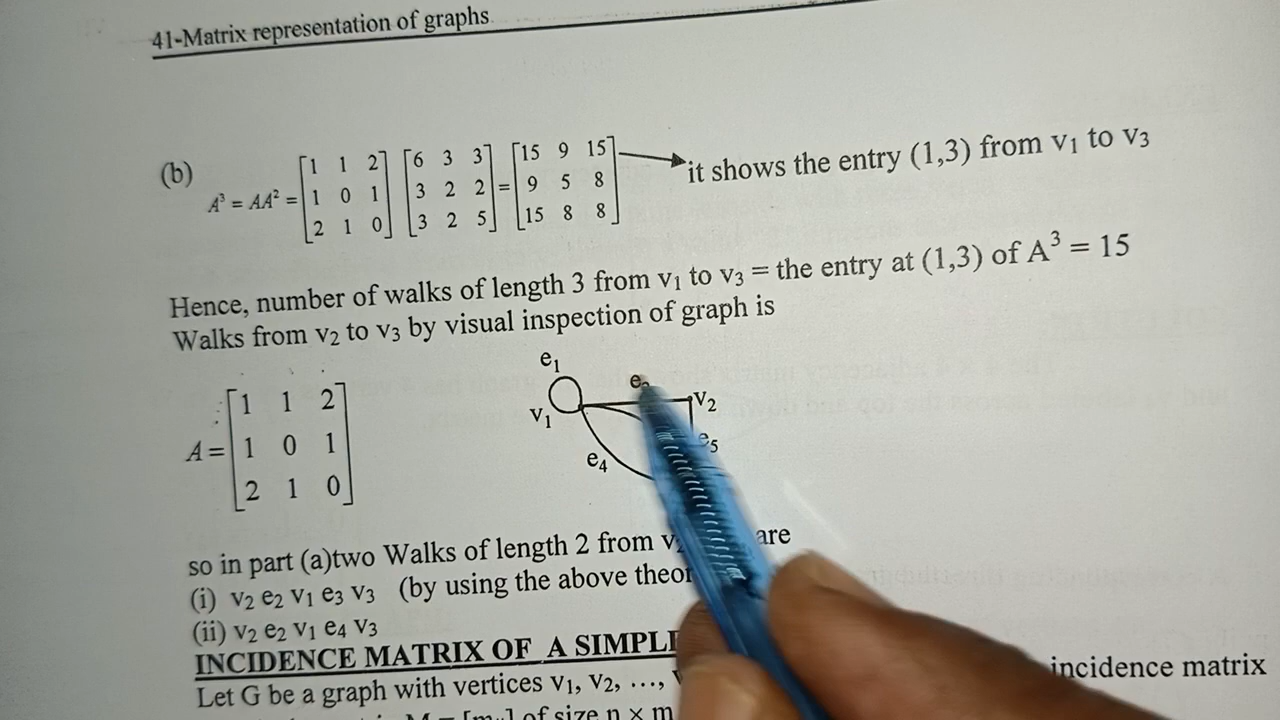 41-Matrix representation of graphs
(b) A³ = AA² = [1 1 2; 1 0 1; 2 1 0] [6 3 3; 3 2 2; 3 2 5] = [15 9 15; 9 5 8; 15 8 8] it shows the entry (1,3) from v₁ to v₃
Hence, number of walks of length 3 from v₁ to v₃ = the entry at (1,3) of A³ = 15
Walks from v₂ to v₃ by visual inspection of graph is
A = [1 1 2; 1 0 1; 2 1 0]
e₁
v₁
v₂
e₅
e₄
so in part (a)two Walks of length 2 from are
(i) v₂ e₂ v₁ e₃ v₃ (by using the above
(ii) v₂ e₂ v₁ e₄ v₃
INCIDENCE MATRIX OF A
Let G be a graph with vertices v₁, v₂, …, incidence matrix
of size n × m